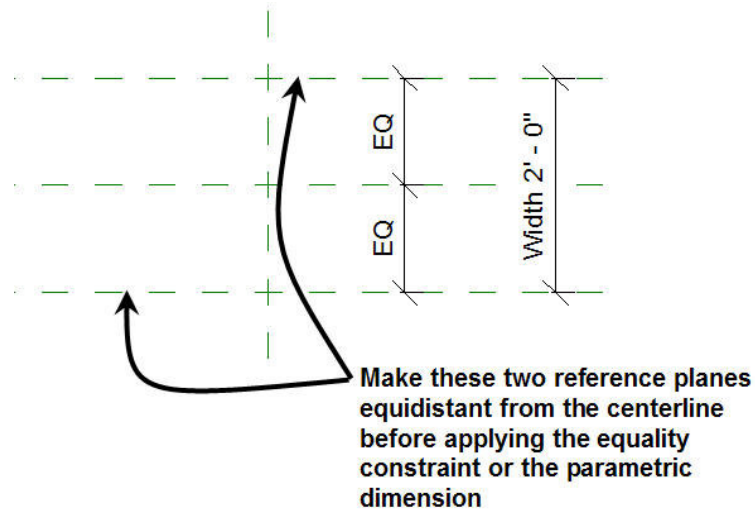 EQ
EQ
Width 2' - 0"
Make these two reference planes
equidistant from the centerline
before applying the equality
constraint or the parametric
dimension